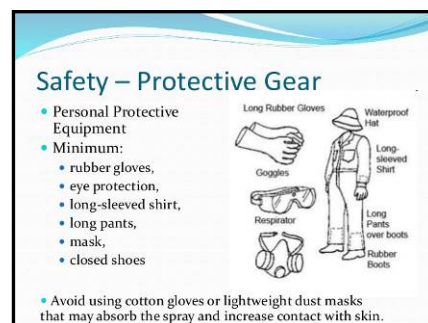 Safety – Protective Gear
• Personal Protective
Equipment
• Minimum:
• rubber gloves,
• eye protection,
• long-sleeved shirt,
• long pants,
• mask,
• closed shoes
Long Rubber Gloves
Goggles
Respirator
Waterproof
Hat
Long-
sleeved
Shirt
Long
Pants
over boots
Rubber
Boots
• Avoid using cotton gloves or lightweight dust masks
that may absorb the spray and increase contact with skin.